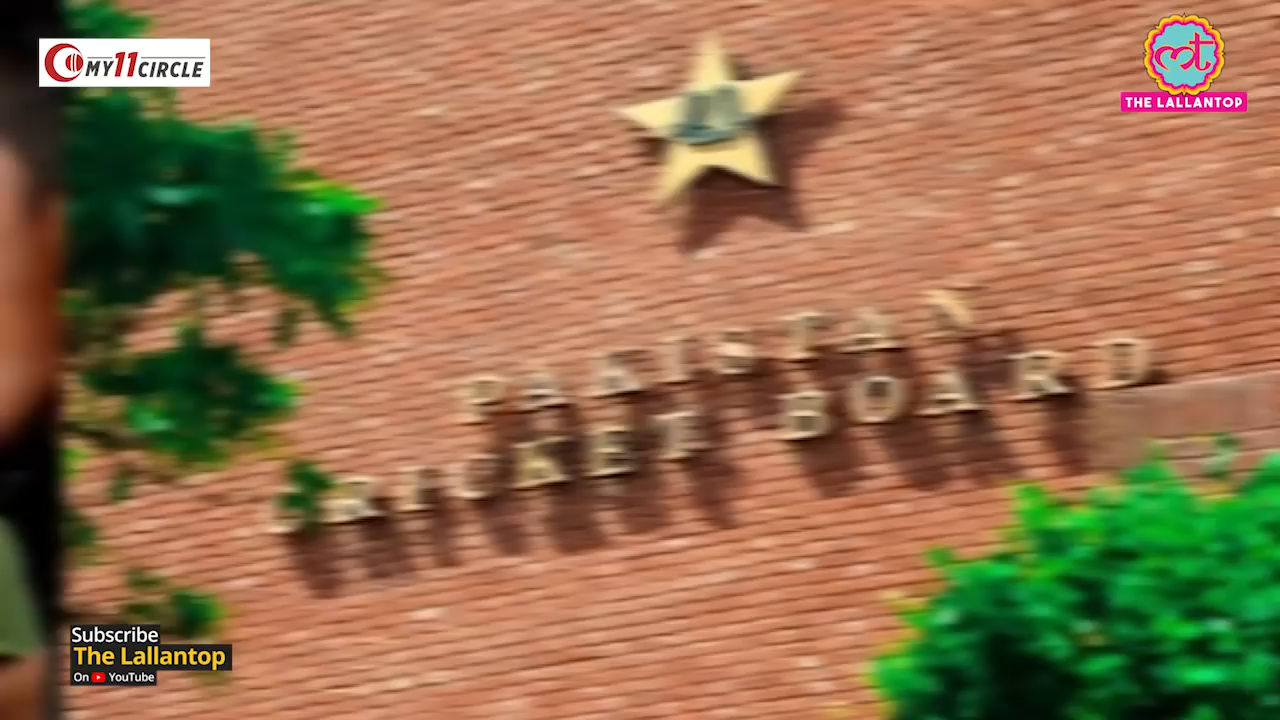 MY11CIRCLE
THE LALLANTOP
PAKISTAN
CRICKET BOARD
Subscribe
The Lallantop
On YouTube